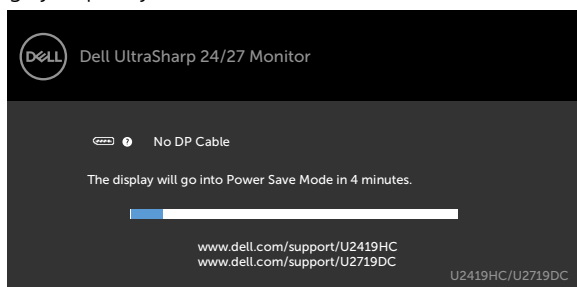 DELL
Dell UltraSharp 24/27 Monitor
? No DP Cable
The display will go into Power Save Mode in 4 minutes.
www.dell.com/support/U2419HC
www.dell.com/support/U2719DC
U2419HC/U2719DC